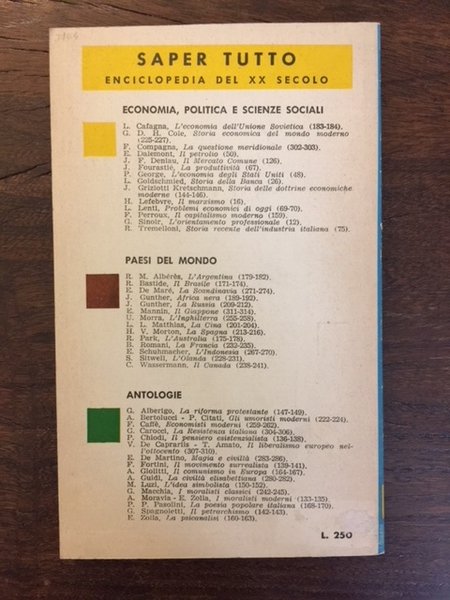 SAPER TUTTO
ENCICLOPEDIA DEL XX SECOLO
ECONOMIA, POLITICA E SCIENZE SOCIALI
L. Cafagna, L'economia dell'Unione Sovietica (183-184).
G. D. H. Cole, Storia economica del mondo moderno
(225-227).
F. Compagna, La questione meridionale (302-303).
E. Dalemont, Il petrolio (50).
J. F. Deniau, Il Mercato Comune (126).
J. Fourastié, La produttività (67).
P. George, L'economia degli Stati Uniti (48).
L. Goldschmied, Storia della Banca (26).
J. Griziotti Kretschmann, Storia delle dottrine economiche
moderne (144-146).
H. Lefebvre, Il marxismo (16).
L. Lenti, Problemi economici di oggi (69-70).
F. Perroux, Il capitalismo moderno (159).
G. Sinoir, L'orientamento professionale (12).
R. Tremelloni, Storia recente dell'industria italiana (75).
PAESI DEL MONDO
R. M. Albérès, L'Argentina (179-182).
R. Bastide, Il Brasile (171-174).
E. De Maré, La Scandinavia (271-274).
J. Gunther, Africa nera (189-192).
J. Gunther, La Russia (209-212).
E. Mannin, Il Giappone (311-314).
U. Morra, L'Inghilterra (255-258).
L. L. Matthias, La Cina (201-204).
H. V. Morton, La Spagna (213-216).
R. Park, L'Australia (175-178).
B. Romani, La Francia (232-235).
E. Schumacher, L'Indonesia (267-270).
S. Sitwell, L'Olanda (228-231).
C. Wassermann, Il Canada (238-241).
ANTOLOGIE
G. Alberigo, La riforma protestante (147-149).
A. Bertolucci - P. Citati, Gli umoristi moderni (222-224).
F. Caffè, Economisti moderni (259-262).
G. Carocci, La Resistenza italiana (304-306).
P. Chiodi, Il pensiero esistenzialista (136-138).
V. De Caprariis - T. Amato, Il liberalismo europeo nel-
l'ottocento (307-310).
E. De Martino, Magia e civiltà (283-286).
F. Fortini, Il movimento surrealista (139-141).
A. Giolitti, Il comunismo in Europa (164-167).
A. Guidi, La civiltà elisabettiana (280-282).
M. Luzi, L'idea simbolista (150-152).
G. Macchia, I moralisti classici (242-245).
A. Moravia - E. Zolla, I moralisti moderni (133-135).
P. P. Pasolini, La poesia popolare italiana (168-170).
G. Spagnoletti, Il petrarchismo (142-143).
E. Zolla, La psicanalisi (160-163).
L. 250